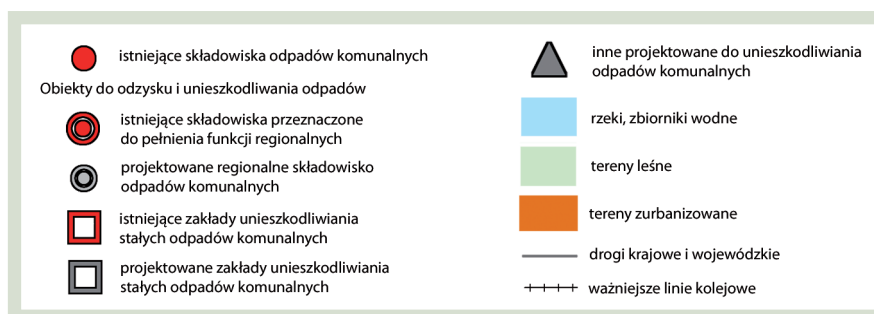 istniejące składowiska odpadów komunalnych
Obiekty do odzysku i unieszkodliwania odpadów
istniejące składowiska przeznaczone
do pełnienia funkcji regionalnych
projektowane regionalne składowisko
odpadów komunalnych
istniejące zakłady unieszkodliwiania
stałych odpadów komunalnych
projektowane zakłady unieszkodliwiania
stałych odpadów komunalnych
inne projektowane do unieszkodliwiania
odpadów komunalnych
rzeki, zbiorniki wodne
tereny leśne
tereny zurbanizowane
drogi krajowe i wojewódzkie
ważniejsze linie kolejowe